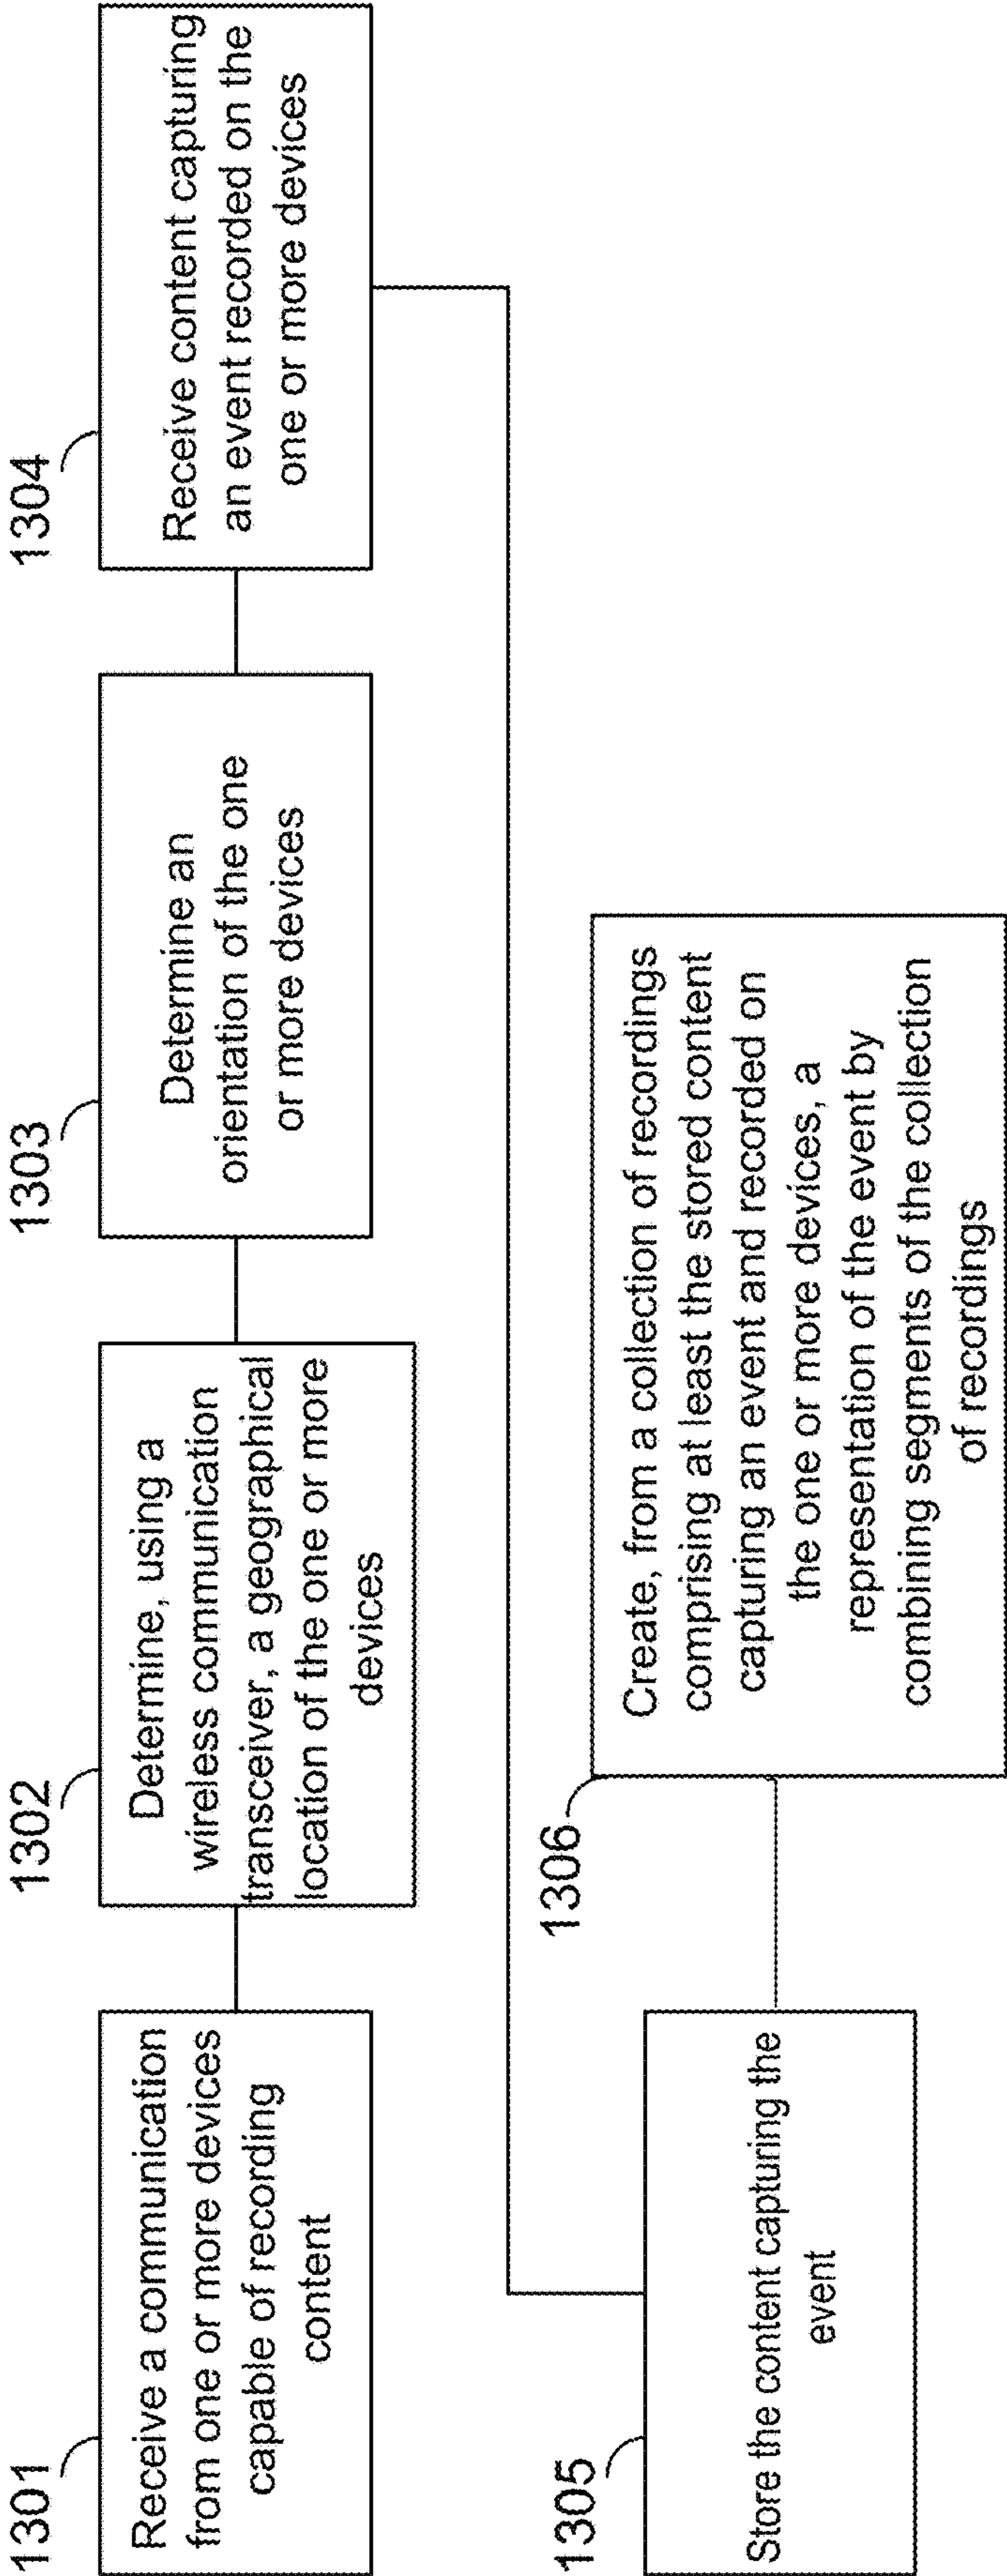 1301
Receive a communication
from one or more devices
capable of recording
content
1302
Determine, using a
wireless communication
transceiver, a geographical
location of the one or more
devices
1303
Determine an
orientation of the one
or more devices
1304
Receive content capturing
an event recorded on the
one or more devices
1305
Store the content capturing the
event
1306
Create, from a collection of recordings
comprising at least the stored content
capturing an event and recorded on
the one or more devices, a
representation of the event by
combining segments of the collection
of recordings